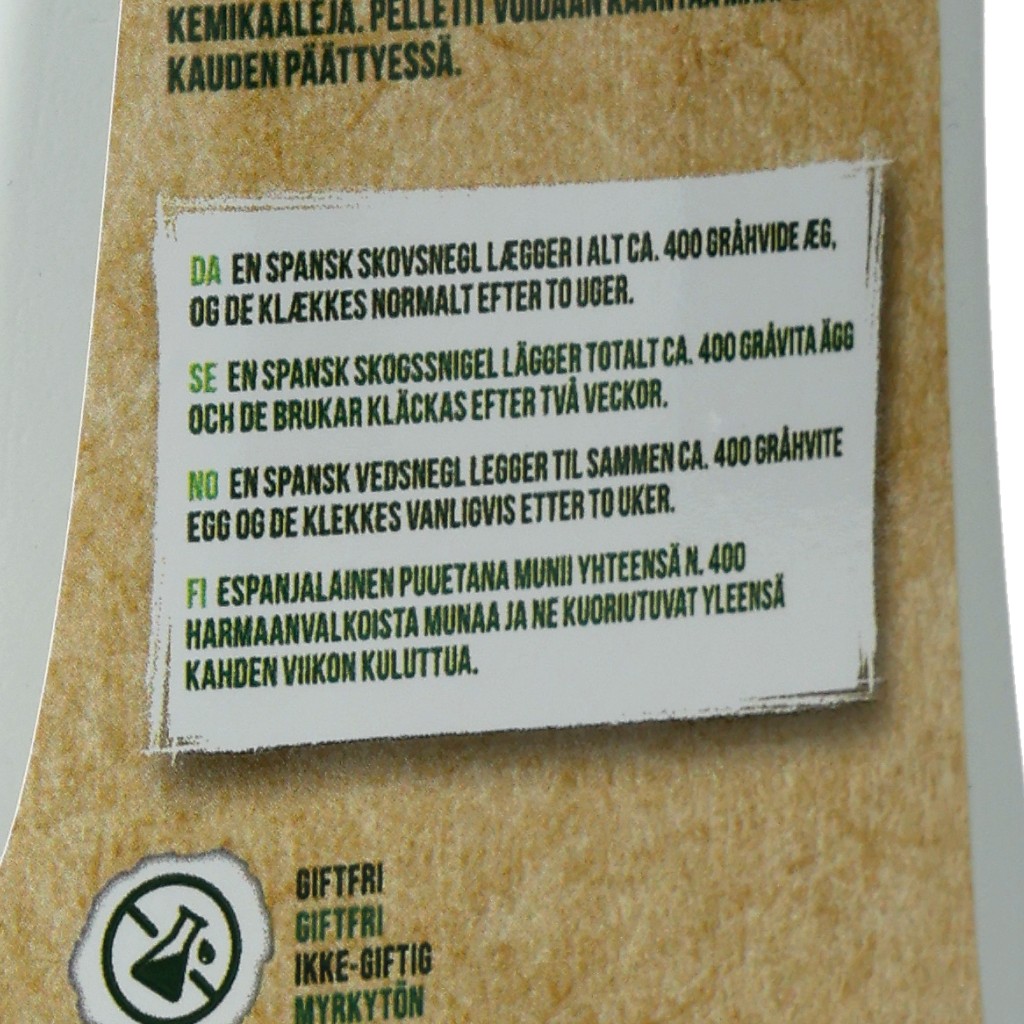 KEMIKAALEJA. PELLETIT VOIDAAN KÄÄNTÄÄ
KAUDEN PÄÄTTYESSÄ.
DA EN SPANSK SKOVSNEGL LÆGGER I ALT CA. 400 GRÅHVIDE ÆG,
OG DE KLÆKKES NORMALT EFTER TO UGER.
SE EN SPANSK SKOGSSNIGEL LÄGGER TOTALT CA. 400 GRÅVITA ÄGG
OCH DE BRUKAR KLÄCKAS EFTER TVÅ VECKOR.
NO EN SPANSK VEDSNEGL LEGGER TIL SAMMEN CA. 400 GRÅHVITE
EGG OG DE KLEKKES VANLIGVIS ETTER TO UKER.
FI ESPANJALAINEN PUUETANA MUNII YHTEENSÄ N. 400
HARMAANVALKOISTA MUNAA JA NE KUORIUTUVAT YLEENSÄ
KAHDEN VIIKON KULUTTUA.
GIFTFRI
GIFTFRI
IKKE-GIFTIG
MYRKYTÖN